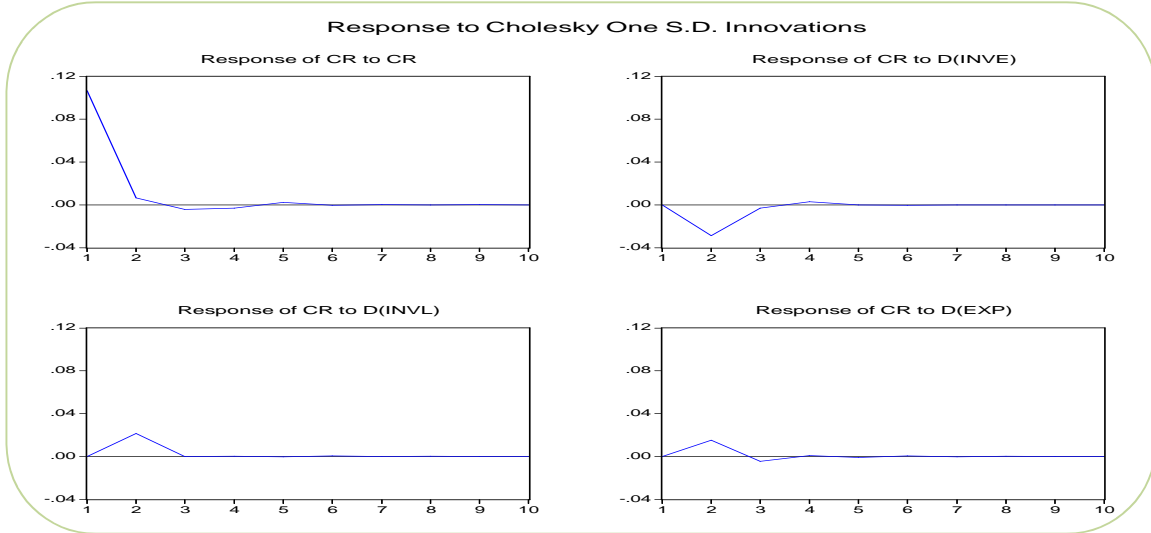 Response to Cholesky One S.D. Innovations
Response of CR to CR
.12
.08
.04
.00
-.04
1 2 3 4 5 6 7 8 9 10
Response of CR to D(INVE)
.12
.08
.04
.00
-.04
1 2 3 4 5 6 7 8 9 10
Response of CR to D(INVL)
.12
.08
.04
.00
-.04
1 2 3 4 5 6 7 8 9 10
Response of CR to D(EXP)
.12
.08
.04
.00
-.04
1 2 3 4 5 6 7 8 9 10